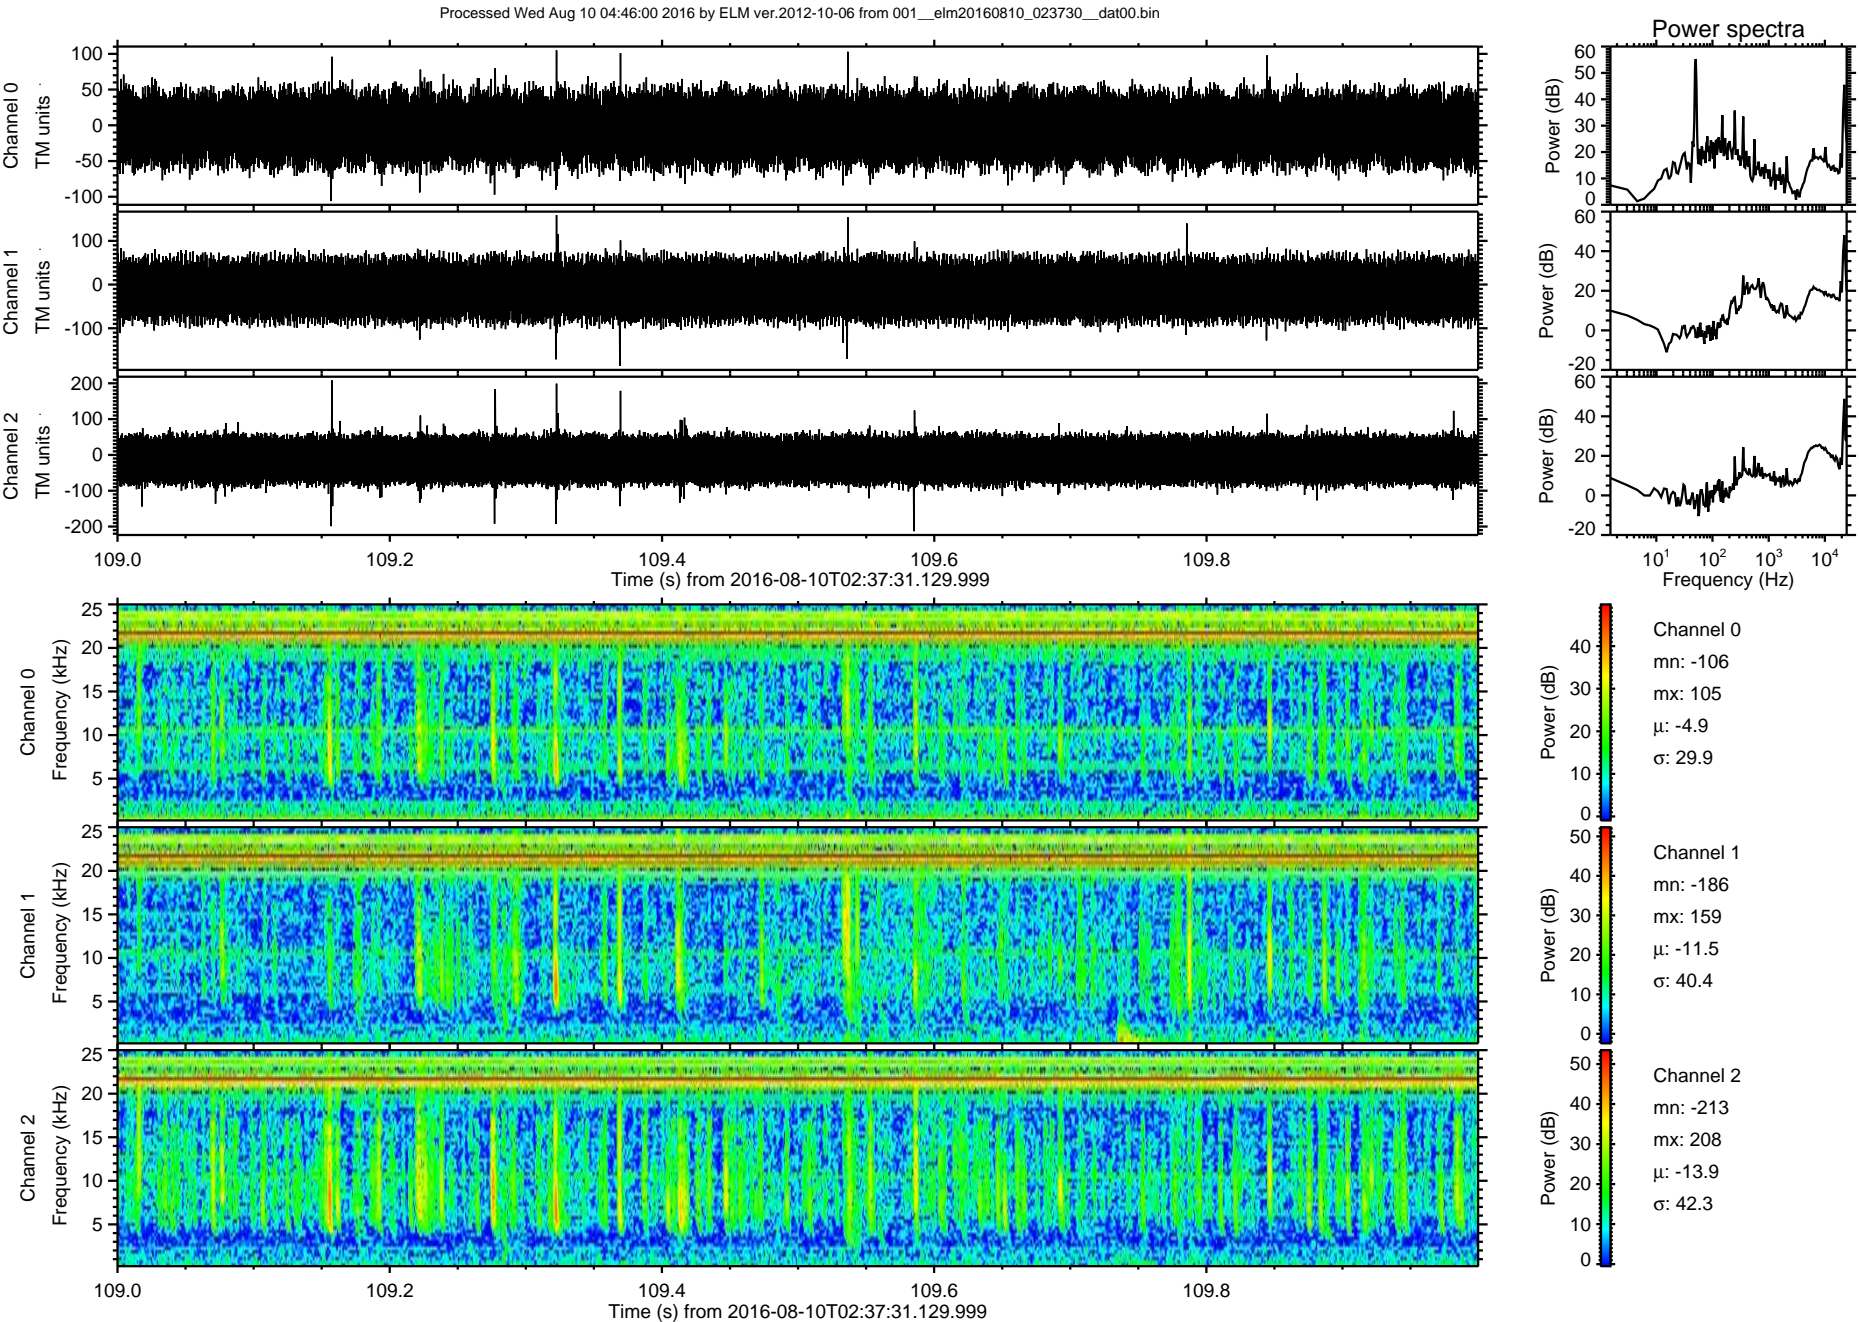 Processed Wed Aug 10 04:46:00 2016 by ELM ver.2012-10-06 from 001__elm20160810_023730__dat00.bin
Power spectra
Channel 0
TM units
100
50
0
-50
-100
Power (dB)
60
50
40
30
20
10
0
Channel 1
TM units
100
0
-100
Power (dB)
60
40
20
0
-20
Channel 2
TM units
200
100
0
-100
-200
Power (dB)
60
40
20
0
-20
109.0
109.2
109.4
109.6
109.8
Time (s) from 2016-08-10T02:37:31.129.999
10¹
10²
10³
10⁴
Frequency (Hz)
Channel 0
Frequency (kHz)
25
20
15
10
5
Power (dB)
40
30
20
10
0
Channel 0
mn: -106
mx: 105
μ: -4.9
σ: 29.9
Channel 1
Frequency (kHz)
25
20
15
10
5
Power (dB)
50
40
30
20
10
0
Channel 1
mn: -186
mx: 159
μ: -11.5
σ: 40.4
Channel 2
Frequency (kHz)
25
20
15
10
5
Power (dB)
50
40
30
20
10
0
Channel 2
mn: -213
mx: 208
μ: -13.9
σ: 42.3
109.0
109.2
109.4
109.6
109.8
Time (s) from 2016-08-10T02:37:31.129.999